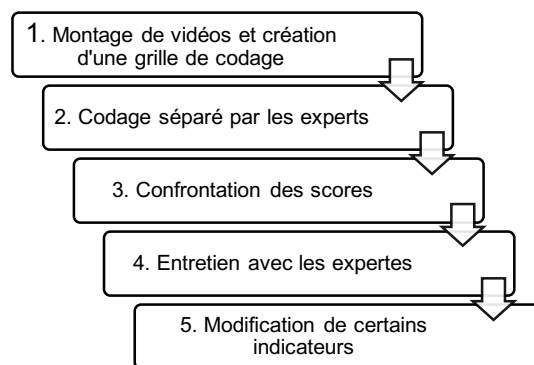 1. Montage de vidéos et création
d'une grille de codage
2. Codage séparé par les experts
3. Confrontation des scores
4. Entretien avec les expertes
5. Modification de certains
indicateurs